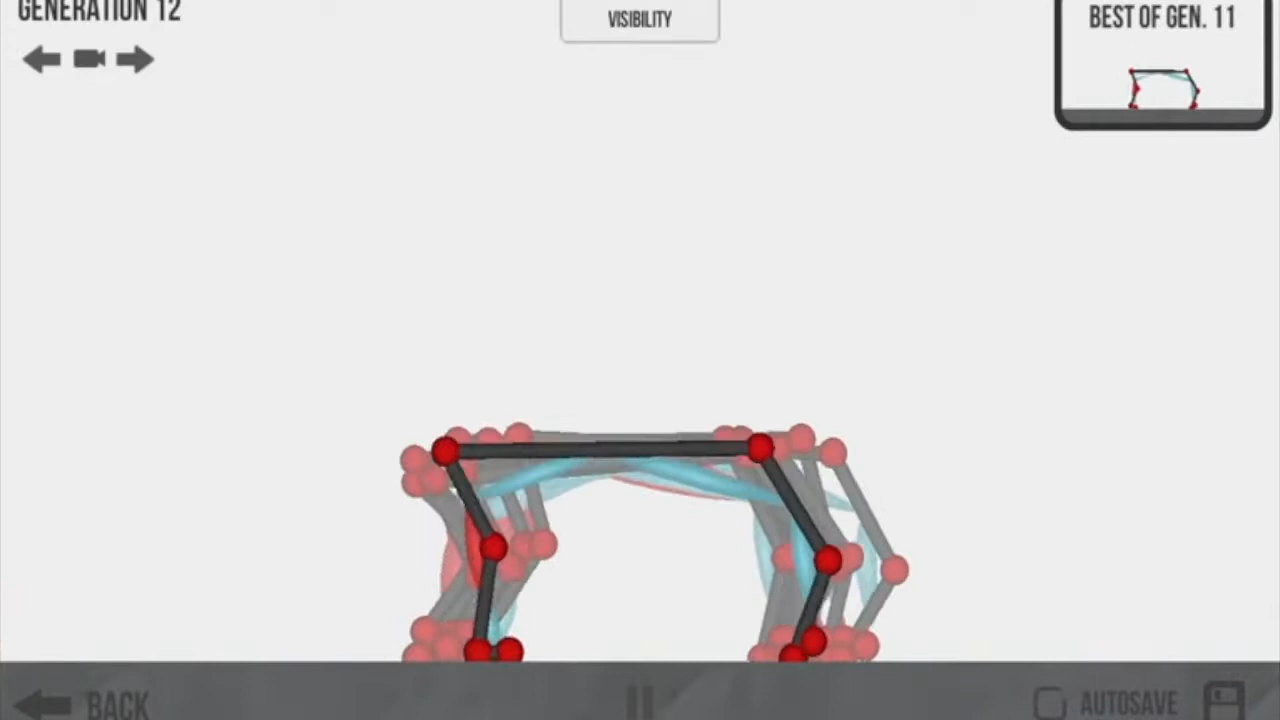 GENERATION 12
VISIBILITY
BEST OF GEN. 11
BACK
AUTOSAVE